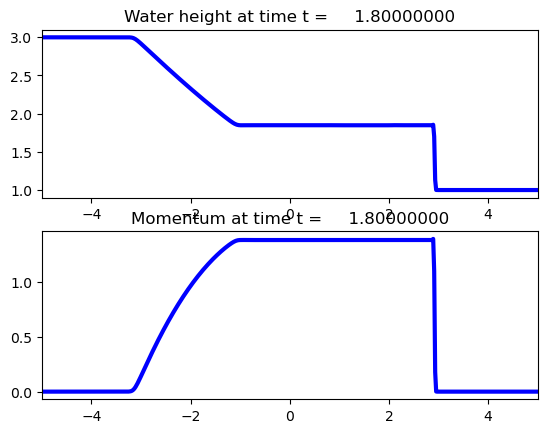 Water height at time t =     1.80000000
3.0
2.5
2.0
1.5
1.0
−4 −2 0 2 4
Momentum at time t =     1.80000000
1.0
0.5
0.0
−4 −2 0 2 4